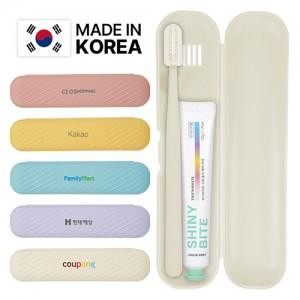 MADE IN
KOREA
CJ O SHOPPING
Kakao
FamilyMart
현대해상
coupang
SHINY
BITE